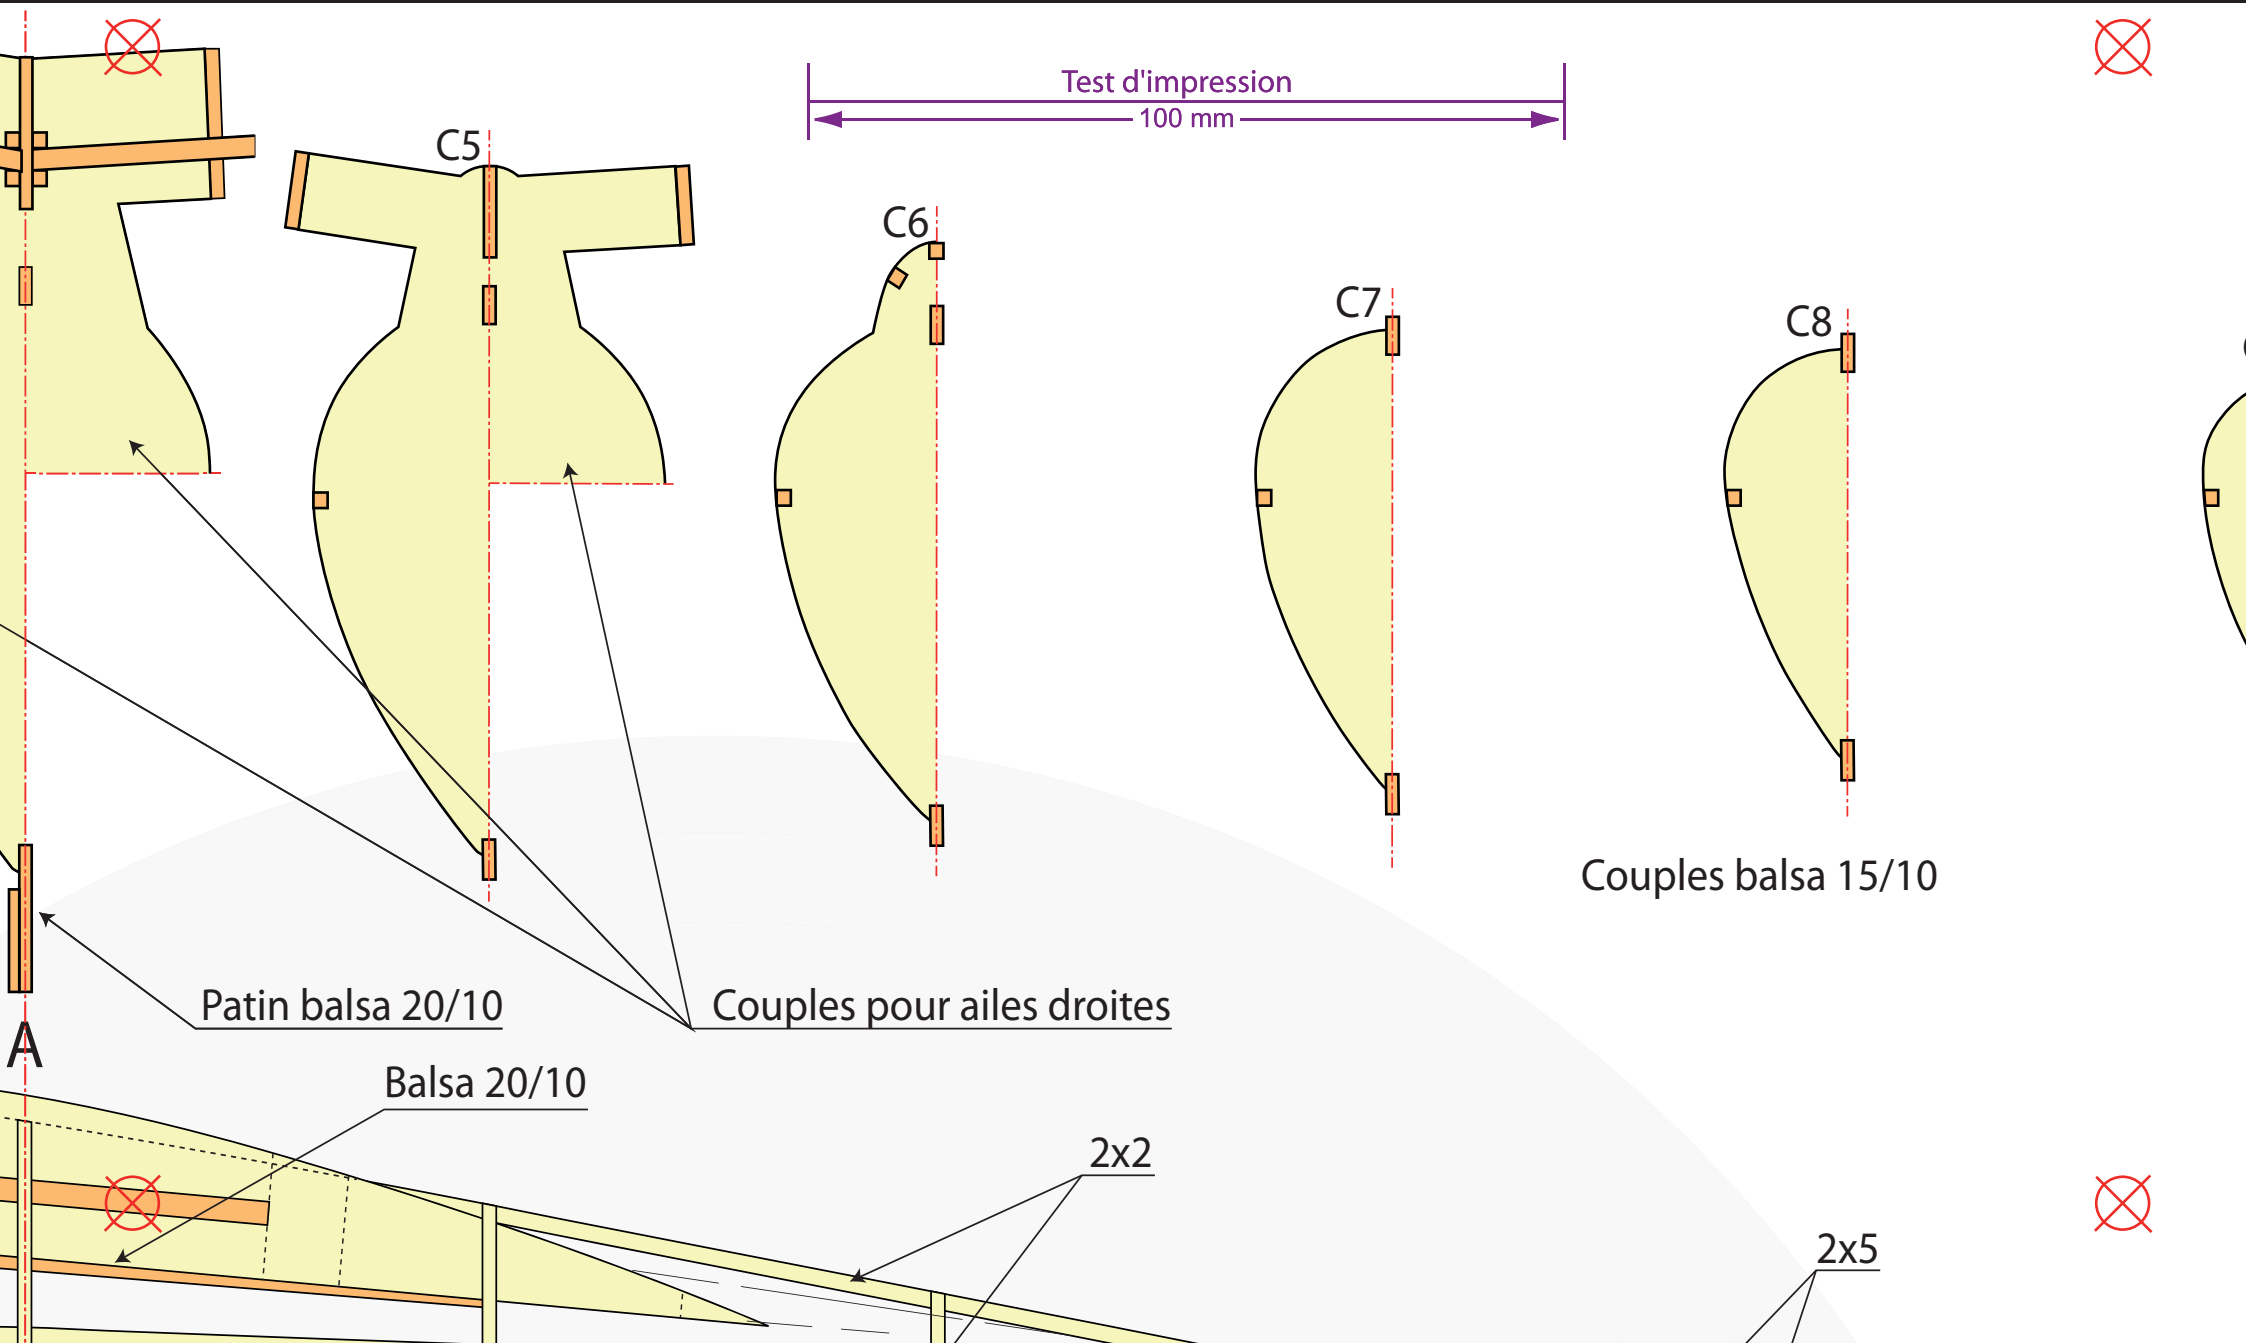 Test d'impression
100 mm
C5
C6
C7
C8
Couples balsa 15/10
Patin balsa 20/10
Couples pour ailes droites
A
Balsa 20/10
2x2
2x5